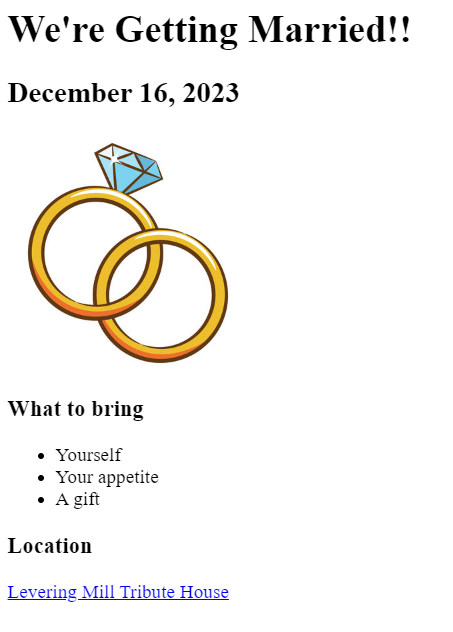 We're Getting Married!!
December 16, 2023
What to bring
Yourself
Your appetite
A gift
Location
Levering Mill Tribute House